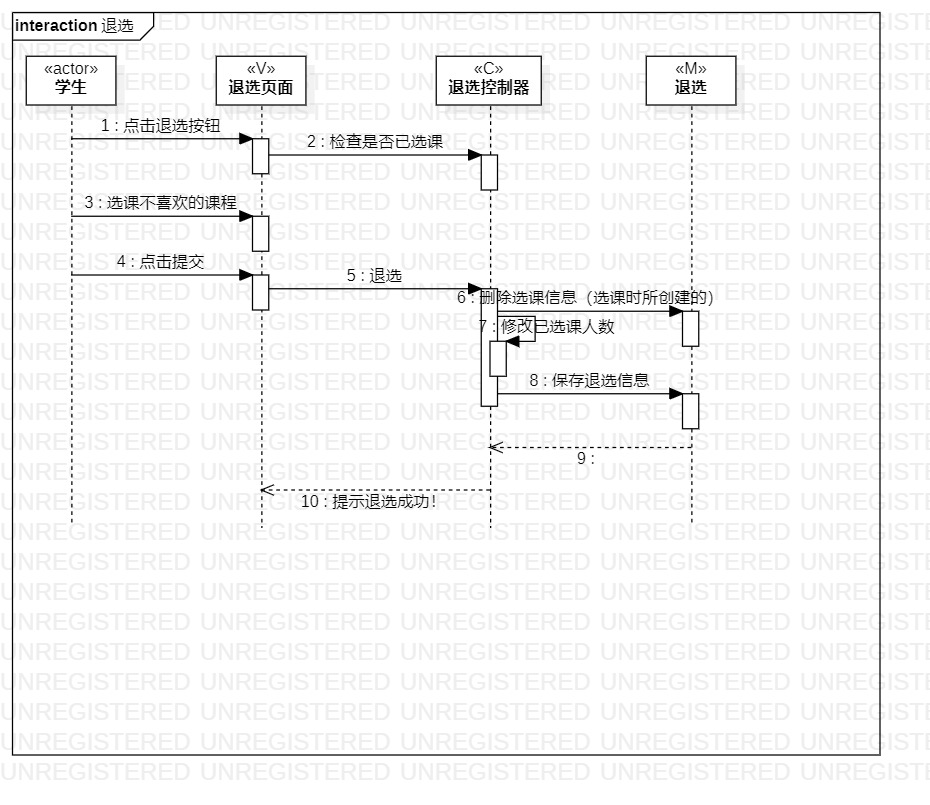 interaction 退选
«actor»
学生
«V»
退选页面
«C»
退选控制器
«M»
退选
1 : 点击退选按钮
2 : 检查是否已选课
3 : 选课不喜欢的课程
4 : 点击提交
5 : 退选
6 : 删除选课信息（选课时所创建的）
7 : 修改已选课人数
8 : 保存退选信息
9 :
10 : 提示退选成功！
UNREGISTERED